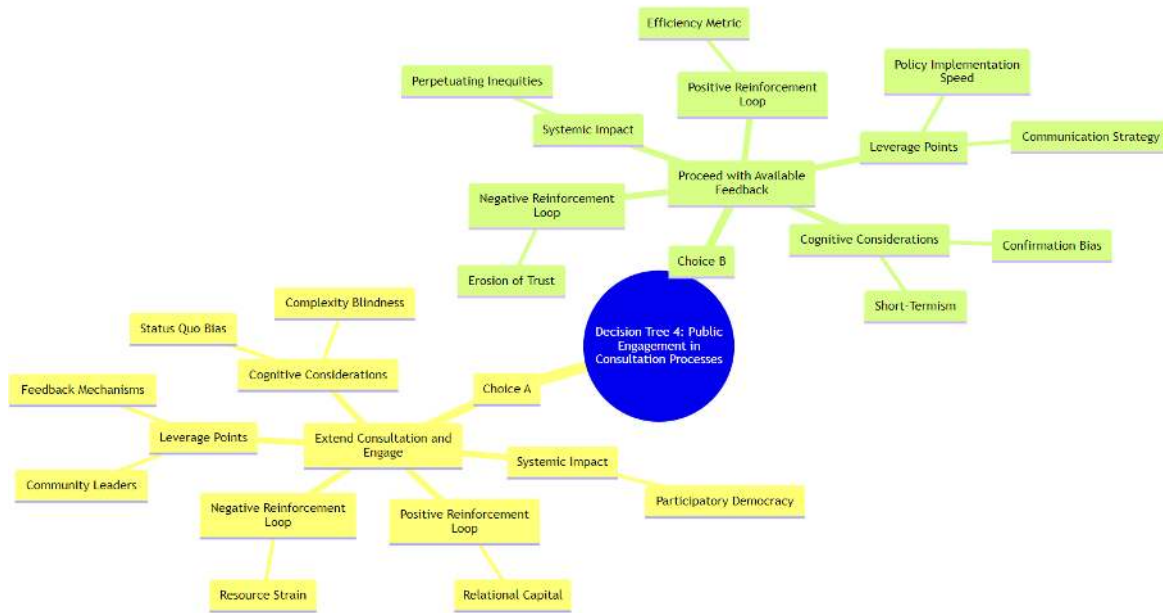 Efficiency Metric
Policy Implementation
Speed
Perpetuating Inequities
Positive Reinforcement
Loop
Systemic Impact
Communication Strategy
Leverage Points
Proceed with Available
Feedback
Negative Reinforcement
Loop
Cognitive Considerations
Confirmation Bias
Choice B
Erosion of Trust
Short-Termism
Complexity Blindness
Status Quo Bias
Decision Tree 4: Public
Engagement in
Consultation Processes
Cognitive Considerations
Choice A
Feedback Mechanisms
Leverage Points
Extend Consultation and
Engage
Systemic Impact
Community Leaders
Participatory Democracy
Negative Reinforcement
Loop
Positive Reinforcement
Loop
Resource Strain
Relational Capital